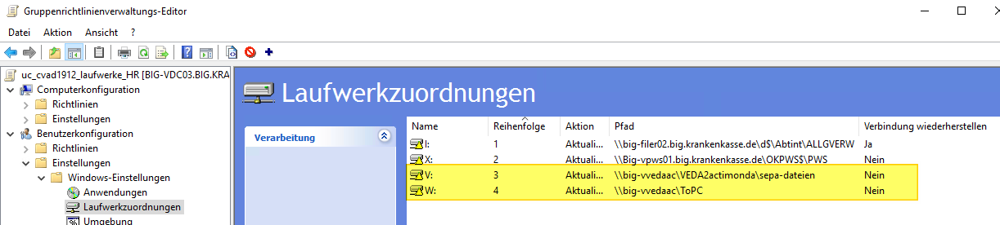 Gruppenrichtlinienverwaltungs-Editor
Datei Aktion Ansicht ?
uc_cvad1912_laufwerke_HR [BIG-VDC03.BIG.KRA
Computerkonfiguration
Richtlinien
Einstellungen
Benutzerkonfiguration
Richtlinien
Einstellungen
Windows-Einstellungen
Anwendungen
Laufwerkzuordnungen
Umgebung
Laufwerkzuordnungen
Verarbeitung
Name Reihenfolge Aktion Pfad Verbindung wiederherstellen
I: 1 Aktuali... \\Big-filer02.big.krankenkasse.de\d$\Abtint\ALLGVERW Ja
X: 2 Aktuali... \\Big-vpws01.big.krankenkasse.de\OKPWS$\PWS Nein
V: 3 Aktuali... \\big-vvedaac\VEDA2actimonda\sepa-dateien Nein
W: 4 Aktuali... \\big-vvedaac\ToPC Nein